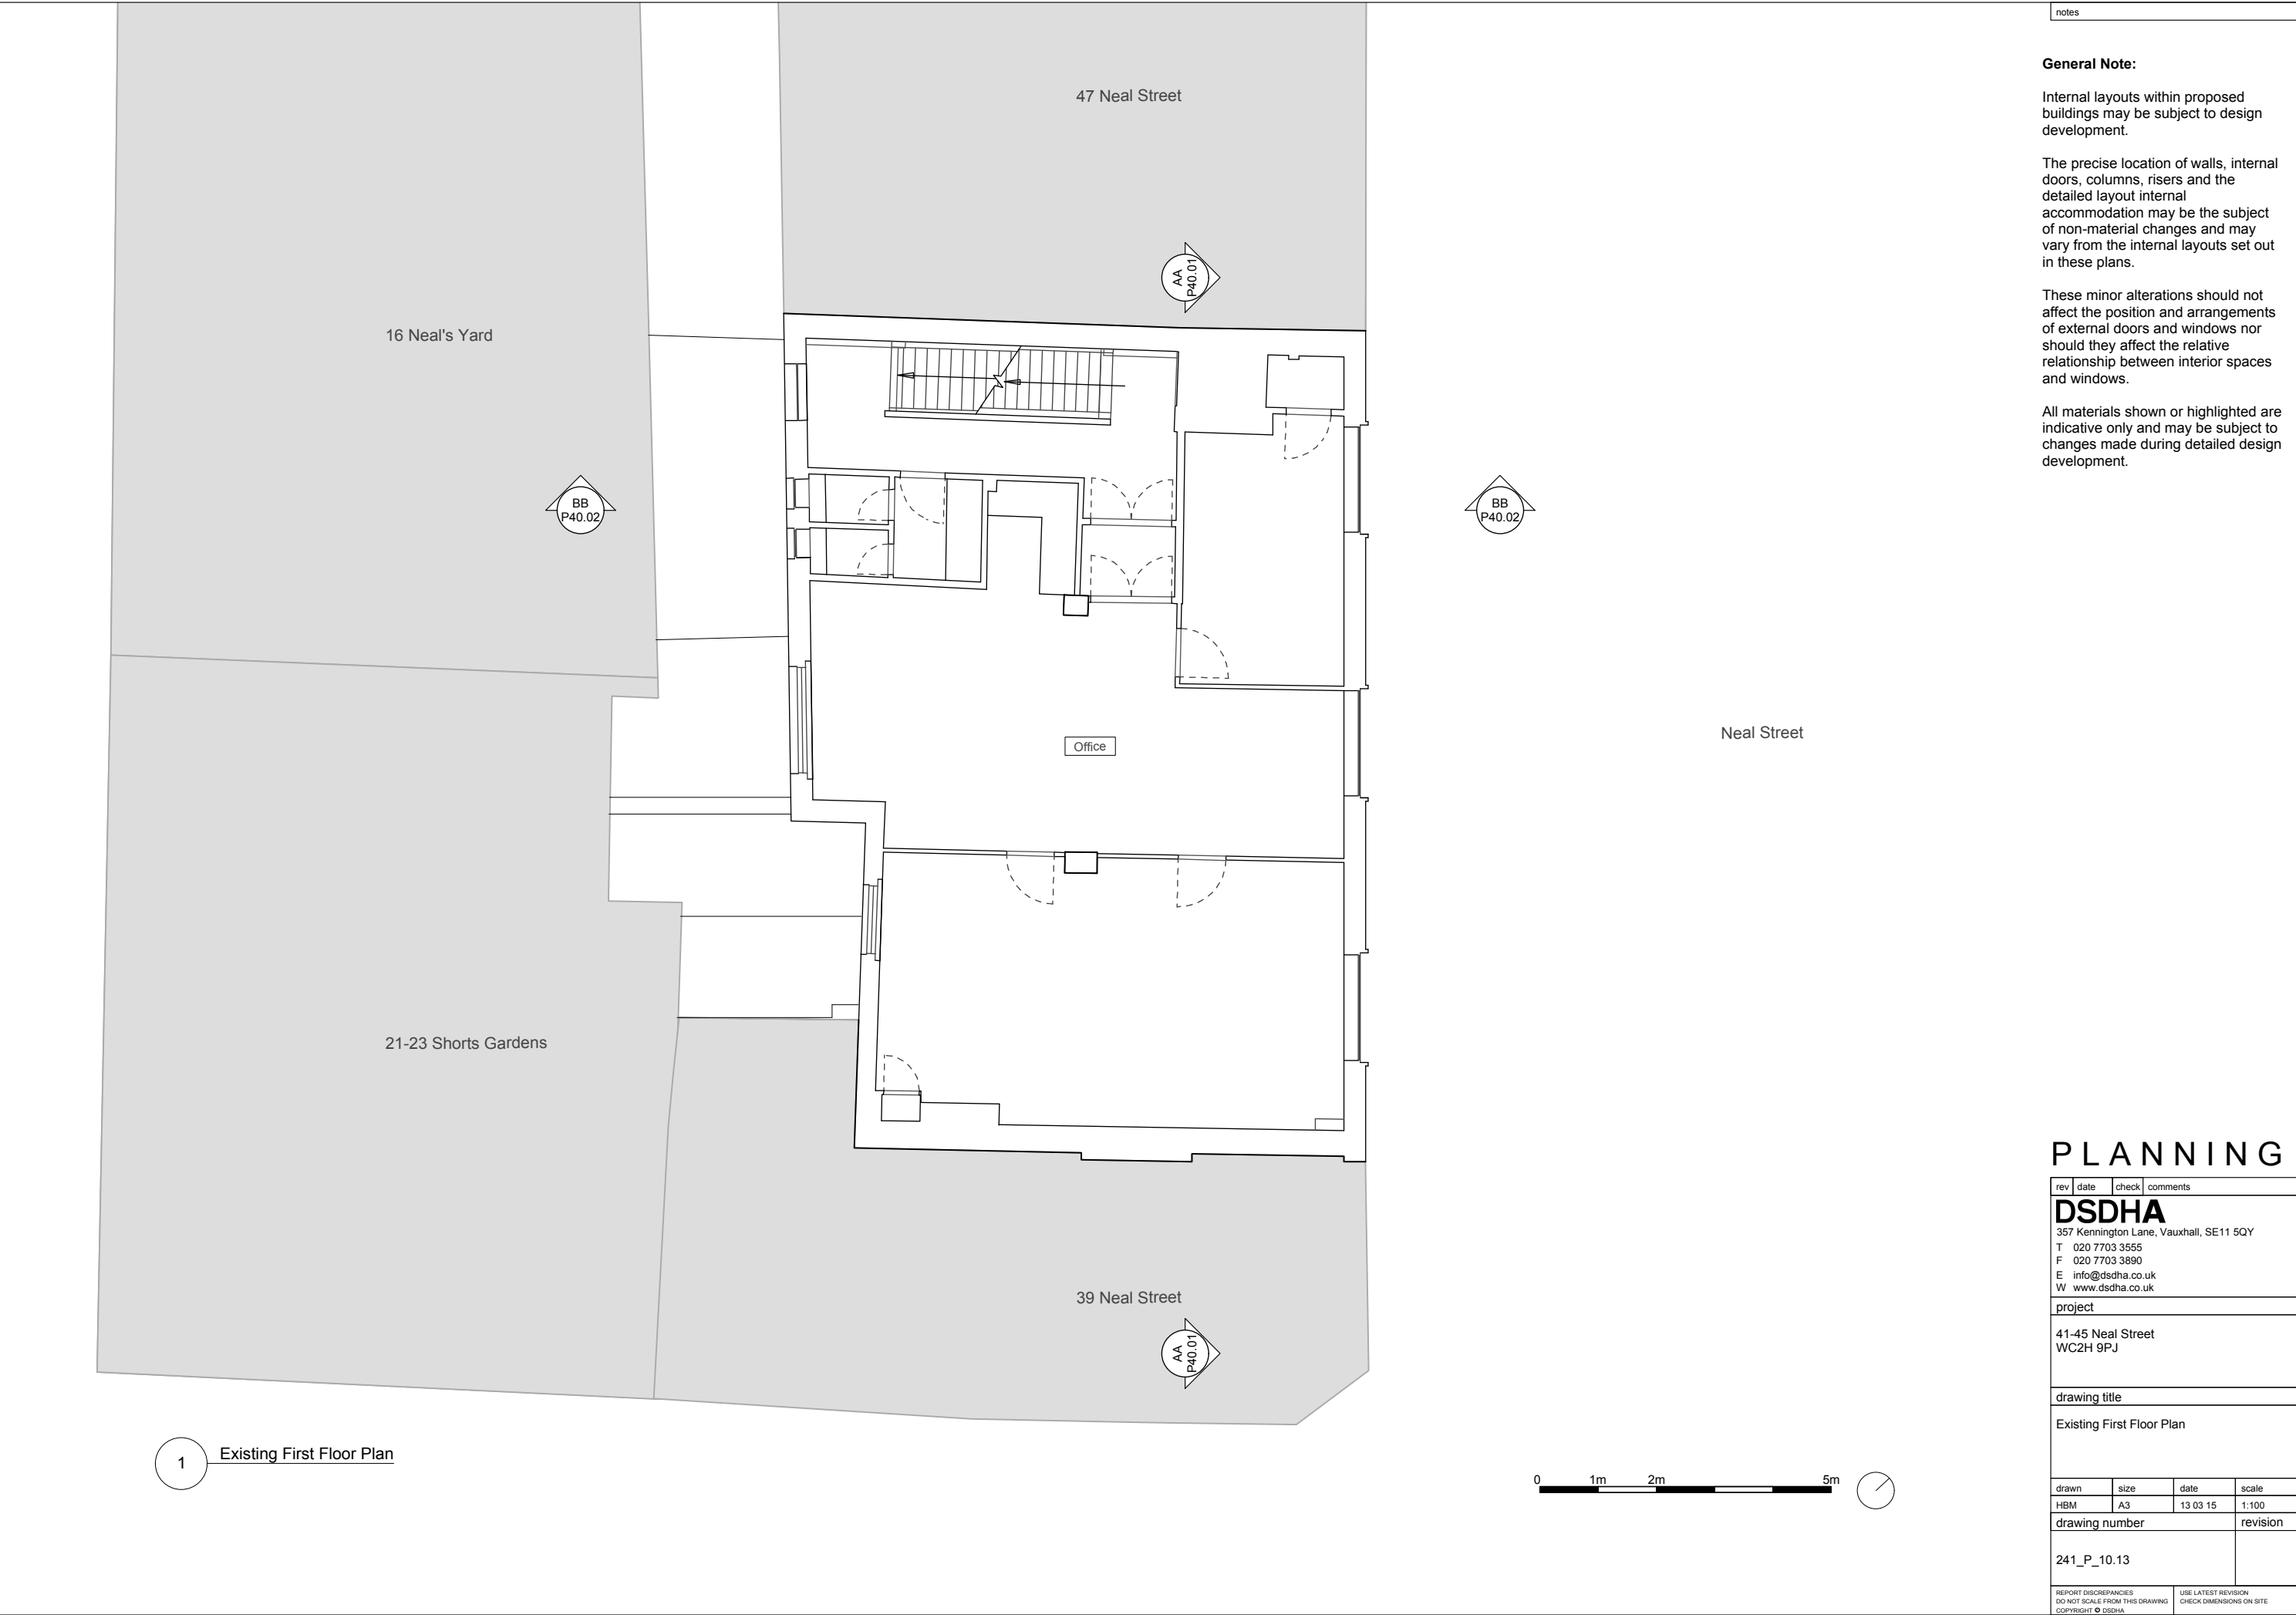 notes
General Note:
Internal layouts within proposed
buildings may be subject to design
development.
The precise location of walls, internal
doors, columns, risers and the
detailed layout internal
accommodation may be the subject
of non-material changes and may
vary from the internal layouts set out
in these plans.
These minor alterations should not
affect the position and arrangements
of external doors and windows nor
should they affect the relative
relationship between interior spaces
and windows.
All materials shown or highlighted are
indicative only and may be subject to
changes made during detailed design
development.
47 Neal Street
AA
P40.01
16 Neal's Yard
BB
P40.02
BB
P40.02
Neal Street
Office
21-23 Shorts Gardens
39 Neal Street
AA
P40.01
1 Existing First Floor Plan
0 1m 2m 5m
PLANNING
rev date check comments
DSDHA
357 Kennington Lane, Vauxhall, SE11 5QY
T 020 7703 3555
F 020 7703 3890
E info@dsdha.co.uk
W www.dsdha.co.uk
project
41-45 Neal Street
WC2H 9PJ
drawing title
Existing First Floor Plan
drawn size date scale
HBM A3 13 03 15 1:100
drawing number revision
241_P_10.13
REPORT DISCREPANCIES
DO NOT SCALE FROM THIS DRAWING
COPYRIGHT © DSDHA
USE LATEST REVISION
CHECK DIMENSIONS ON SITE